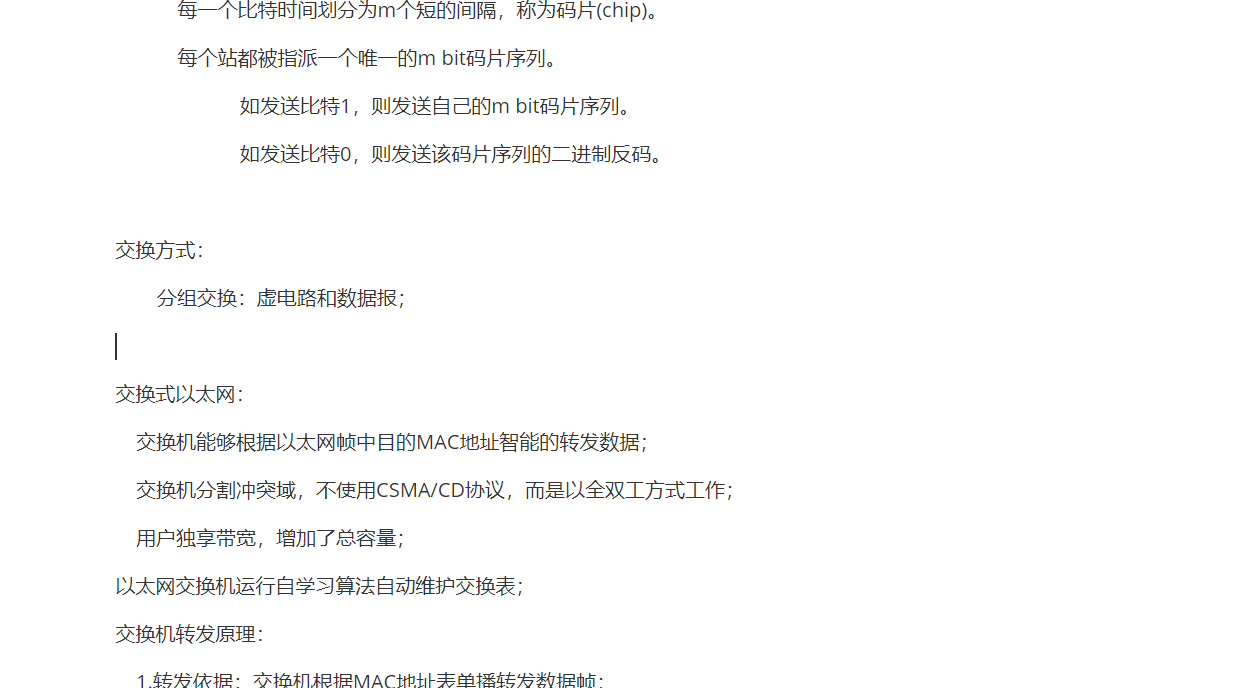 每一个比特时间划分为m个短的间隔，称为码片(chip)。
每个站都被指派一个唯一的m bit码片序列。
如发送比特1，则发送自己的m bit码片序列。
如发送比特0，则发送该码片序列的二进制反码。
交换方式：
分组交换：虚电路和数据报；
交换式以太网：
交换机能够根据以太网帧中目的MAC地址智能的转发数据；
交换机分割冲突域，不使用CSMA/CD协议，而是以全双工方式工作；
用户独享带宽，增加了总容量；
以太网交换机运行自学习算法自动维护交换表；
交换机转发原理：
1.转发依据：交换机根据MAC地址表单播转发数据帧；